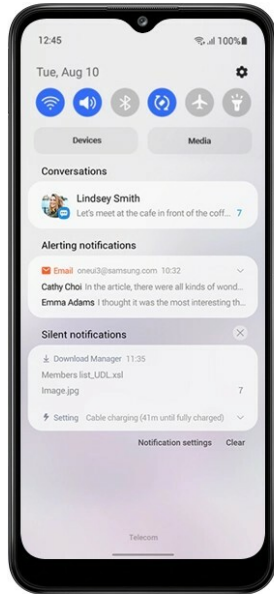 12:45
100%
Tue, Aug 10
Devices
Media
Conversations
Lindsey Smith
Let's meet at the cafe in front of the coff... 7
Alerting notifications
Email oneui3@samsung.com 10:32
Cathy Choi In the article, there were all kinds of wond...
Emma Adams I thought it was the most interesting th...
Silent notifications
Download Manager 11:35
Members list_UDL.xsl
Image.jpg 7
Setting Cable charging (41m until fully charged)
Notification settings Clear
Telecom